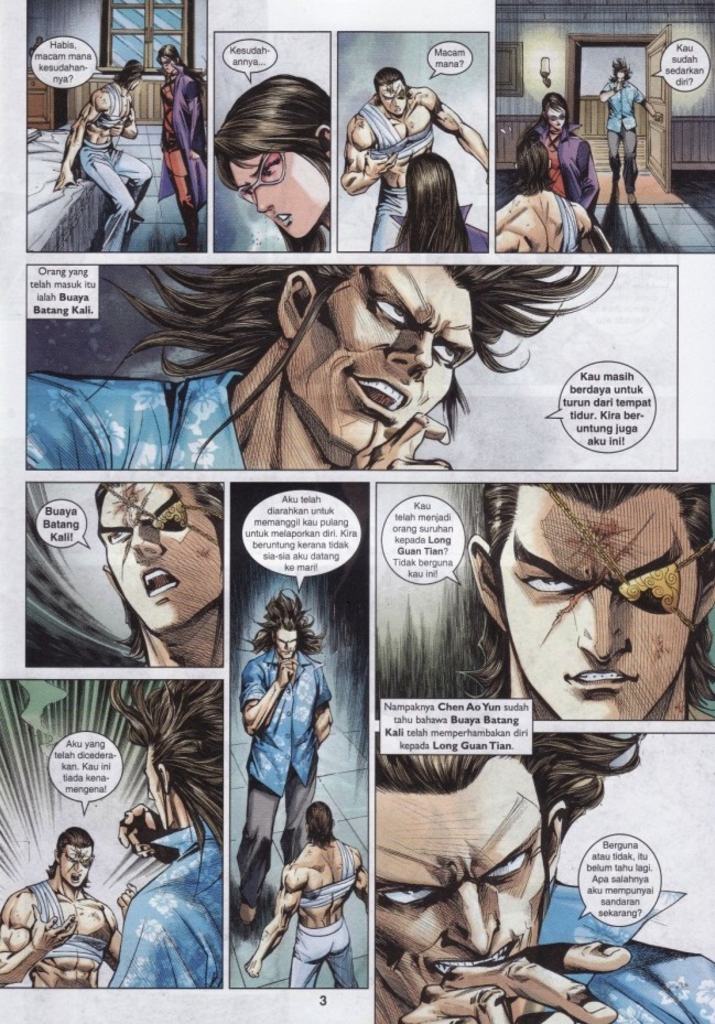 Habis,
macam mana
kesudahan-
nya?
Kesudah-
annya...
Macam
mana?
Kau
sudah
sedarkan
diri?
Orang yang
telah masuk itu
ialah Buaya
Batang Kali.
Kau masih
berdaya untuk
turun dari tempat
tidur. Kira ber-
untung juga
aku ini!
Buaya
Batang
Kali!
Aku telah
diarahkan untuk
memanggil kau pulang
untuk melaporkan diri. Kira
beruntung kerana tidak
sia-sia aku datang
ke mari!
Kau
telah menjadi
orang suruhan
kepada Long
Guan Tian?
Tidak berguna
kau ini!
Nampaknya Chen Ao Yun sudah
tahu bahawa Buaya Batang
Kali telah memperhambakan diri
kepada Long Guan Tian.
Aku yang
telah dicedera-
kan. Kau ini
tiada kena-
mengena!
Berguna
atau tidak, itu
belum tahu lagi.
Apa salahnya
aku mempunyai
sandaran
sekarang?
3